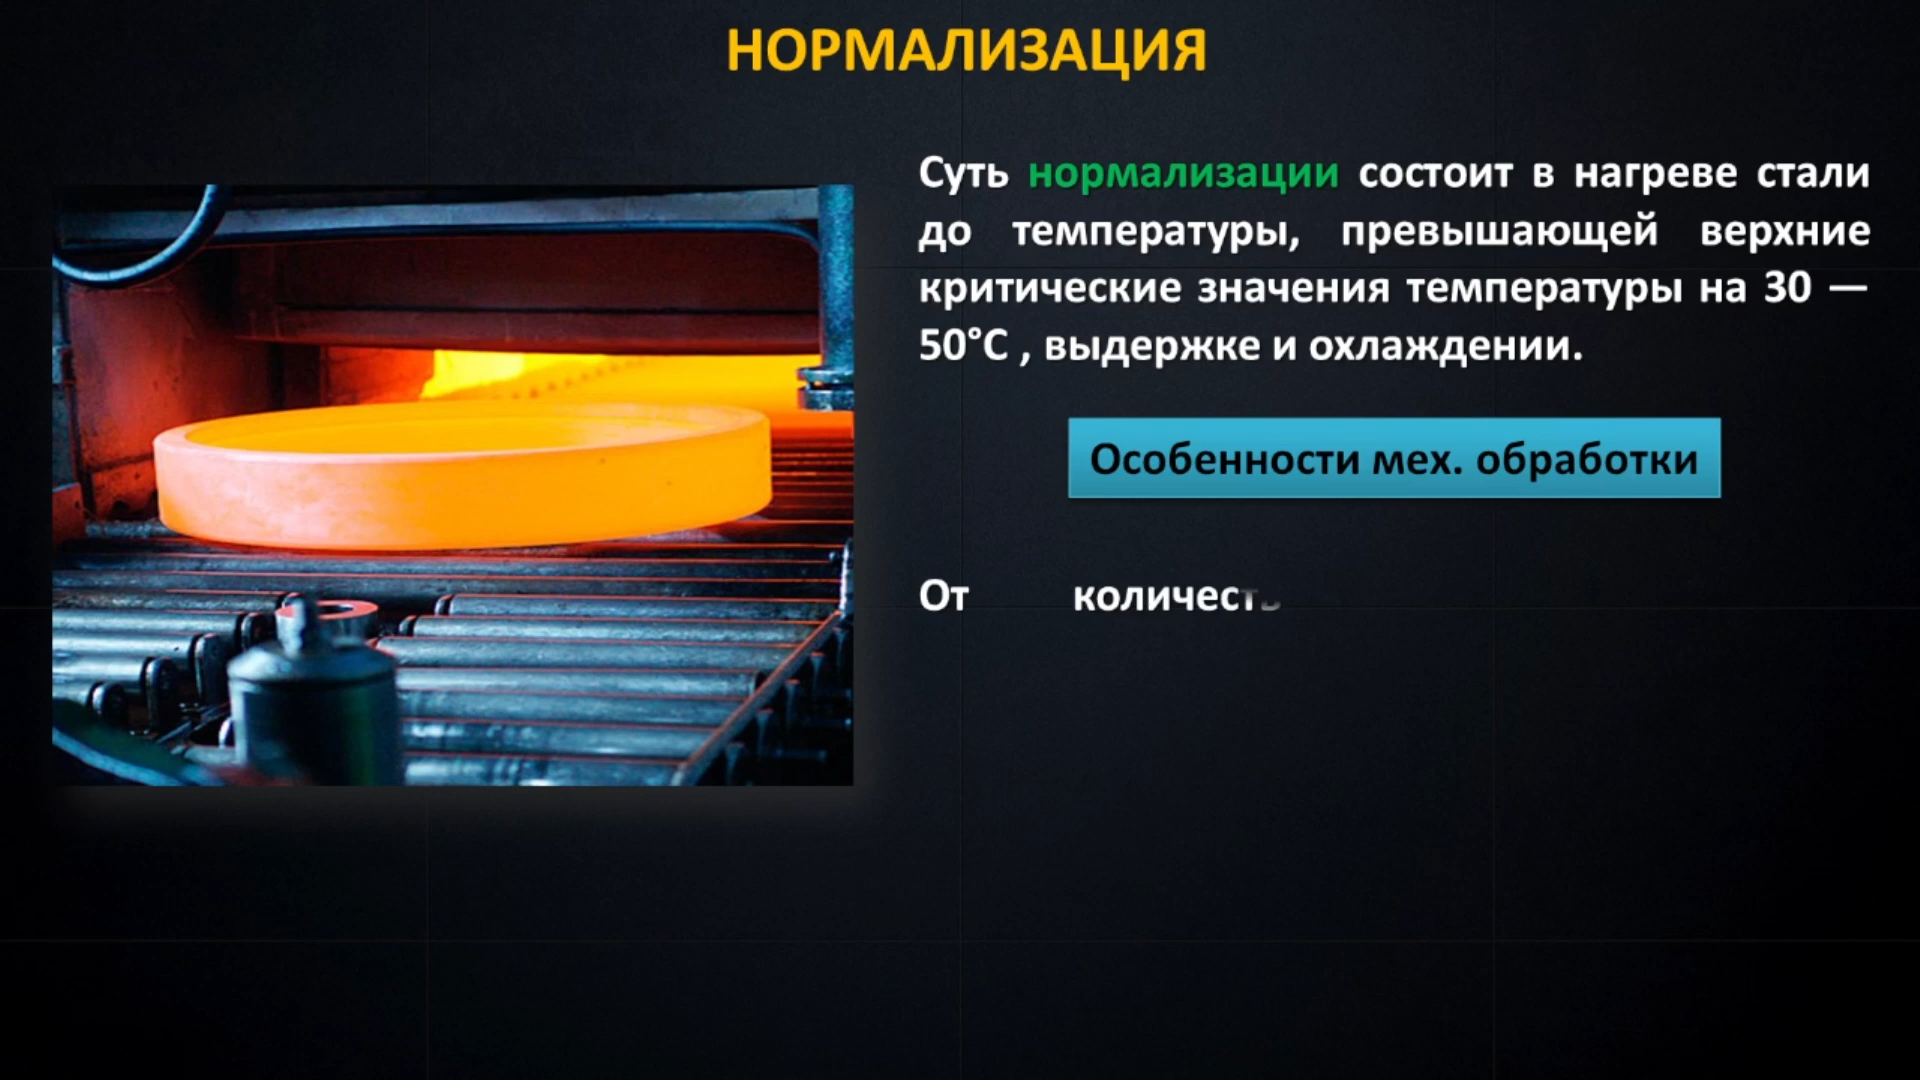 НОРМАЛИЗАЦИЯ
Суть нормализации состоит в нагреве стали
до температуры, превышающей верхние
критические значения температуры на 30 —
50°С , выдержке и охлаждении.
Особенности мех. обработки
От